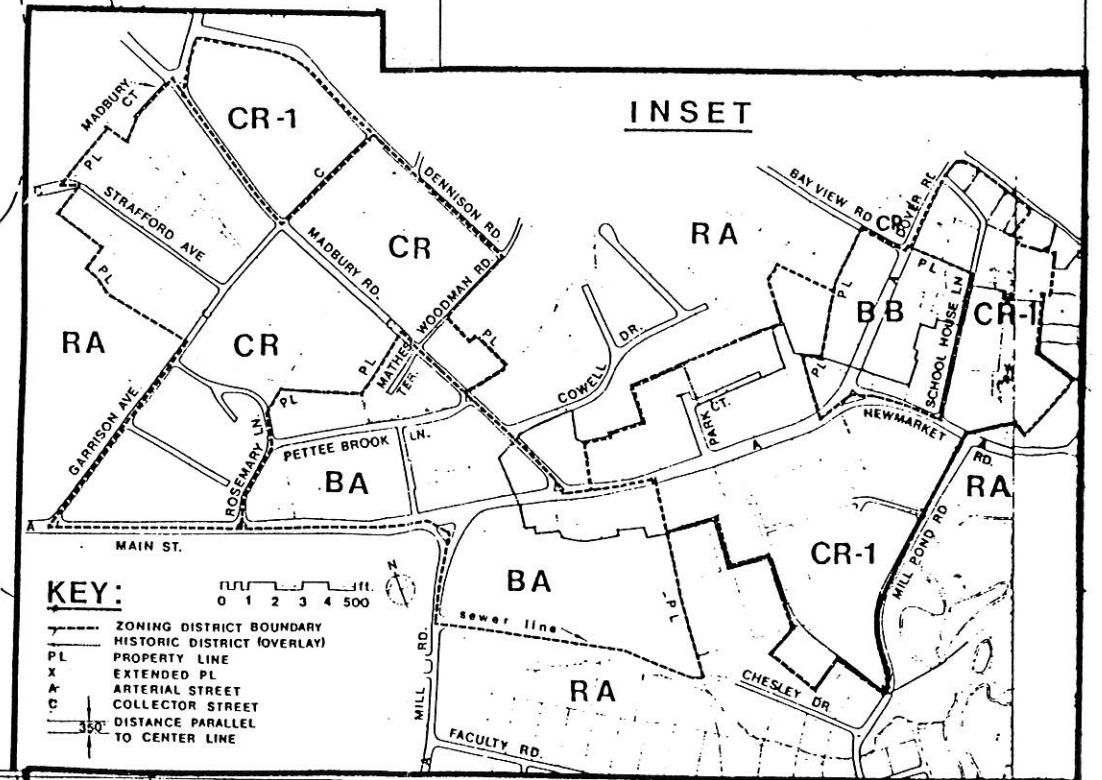 INSET
MADBURY
CT
CR-1
C
PL
STRAFFORD AVE
DENNISON RD.
CR
MADBURY RD.
WOODMAN RD.
PL
BAY VIEW RD
CR
DOVER RD.
RA
PL
PL
BB
SCHOOL HOUSE LN
CR-1
RA
C
CR
MATHES
TER.
PL
PL
COWELL
DR.
PL
PARK CT.
A
NEWMARKET
RD.
A
RA
GARRISON AVE
ROSEMARY LN.
PETTEE BROOK
LN.
BA
A
MAIN ST.
CR-1
MILL POND RD
BA
PL
sewer line
RA
MILL RD.
CHESLEY DR.
FACULTY RD.
A
N
KEY:
ft.
0 1 2 3 4 500
ZONING DISTRICT BOUNDARY
HISTORIC DISTRICT (OVERLAY)
PL PROPERTY LINE
X EXTENDED PL
A ARTERIAL STREET
C COLLECTOR STREET
350' DISTANCE PARALLEL
TO CENTER LINE